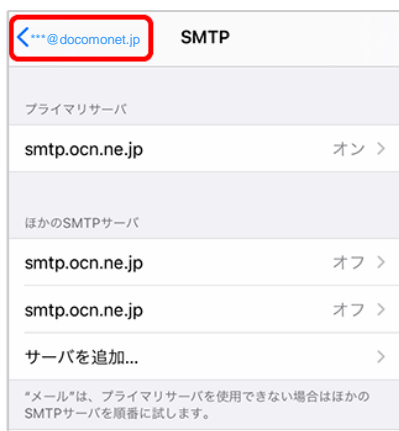 ***@docomonet.jp SMTP
プライマリサーバ
smtp.ocn.ne.jp オン
ほかのSMTPサーバ
smtp.ocn.ne.jp オフ
smtp.ocn.ne.jp オフ
サーバを追加...
"メール"は、プライマリサーバを使用できない場合はほかの
SMTPサーバを順番に試します。